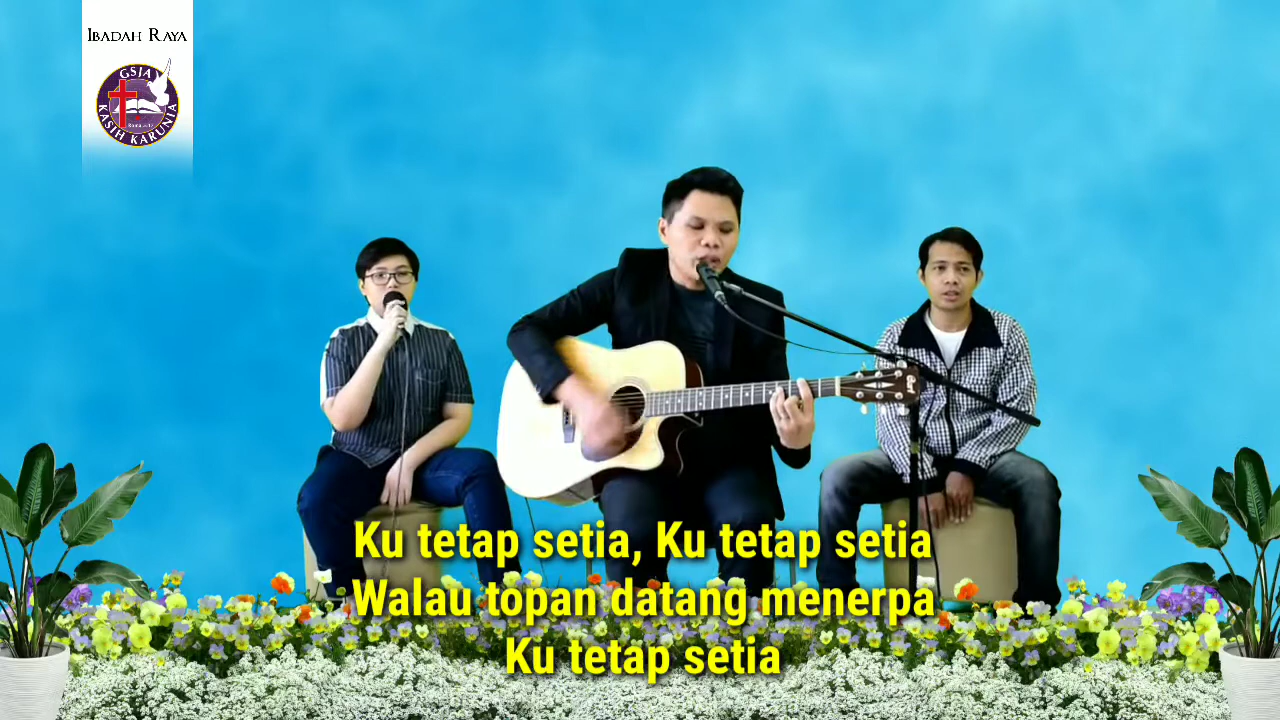 IBADAH RAYA
GSJA
KASIH KARUNIA
Ku tetap setia, Ku tetap setia
Walau topan datang menerpa
Ku tetap setia